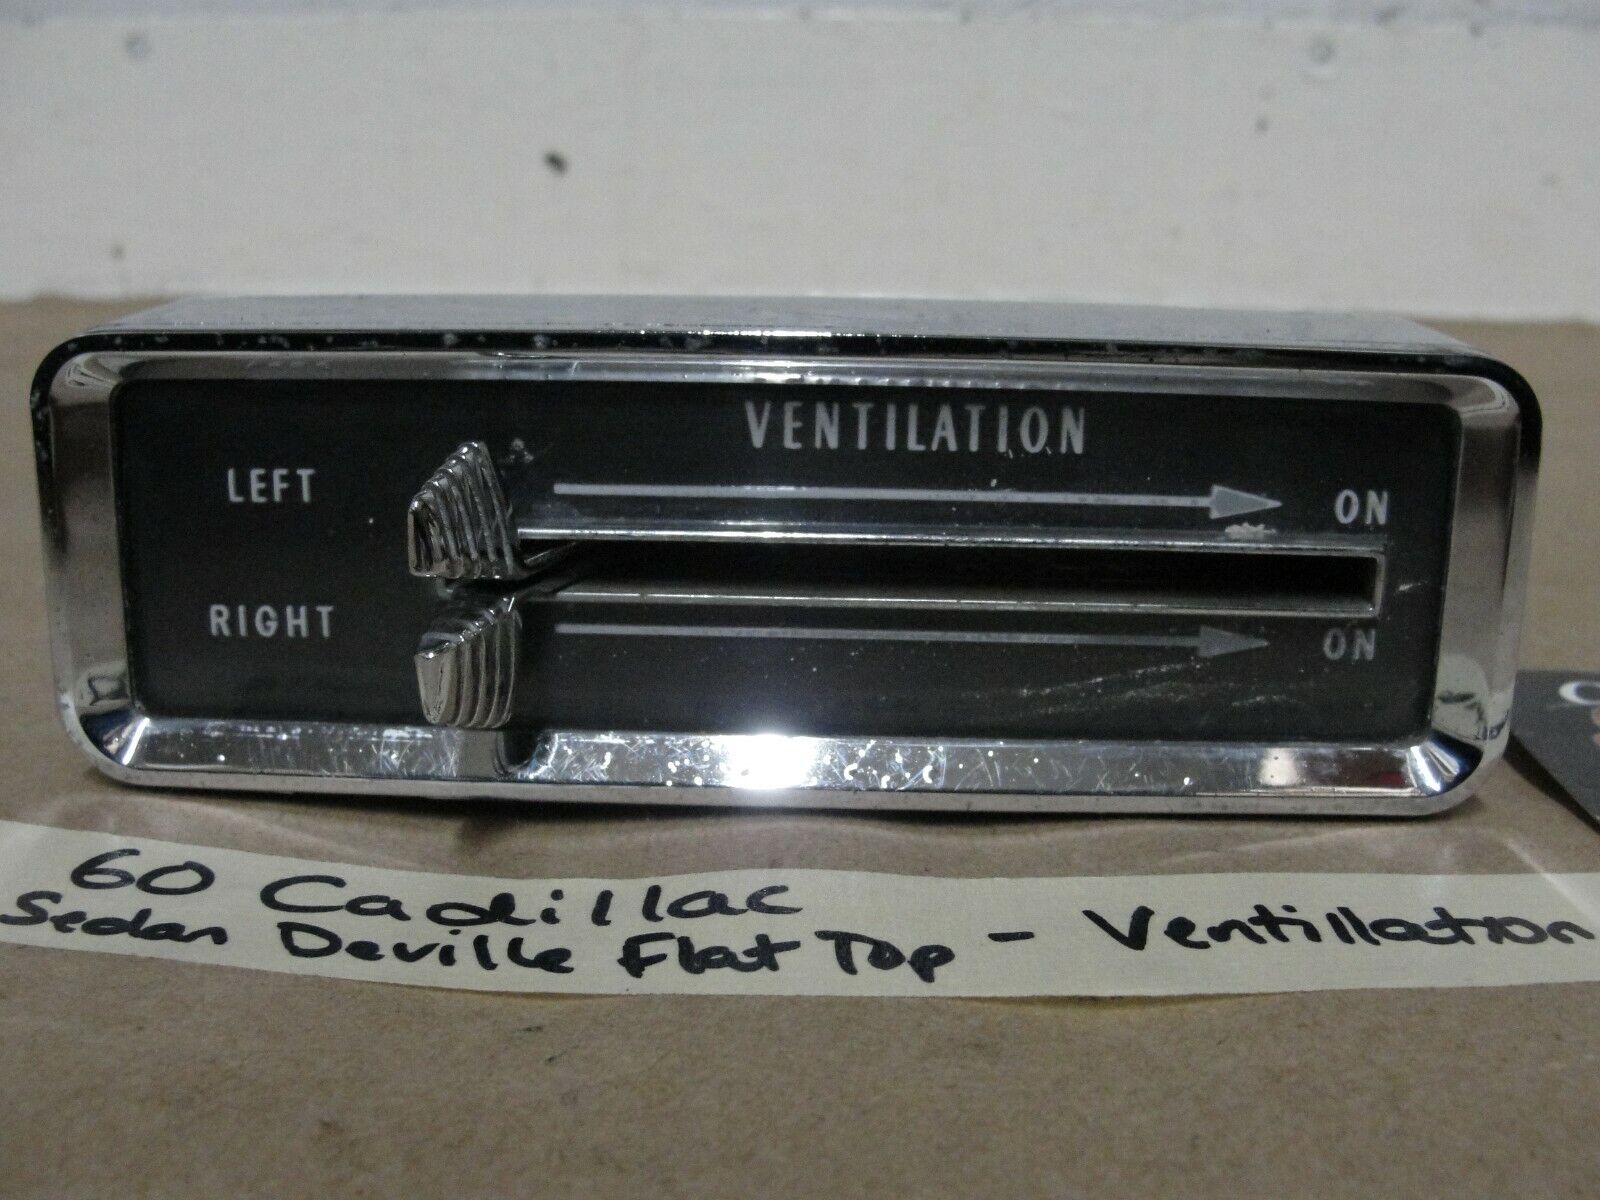 VENTILATION
LEFT ON
RIGHT ON
60 Cadillac
Sedan Deville Flat Top - Ventillation